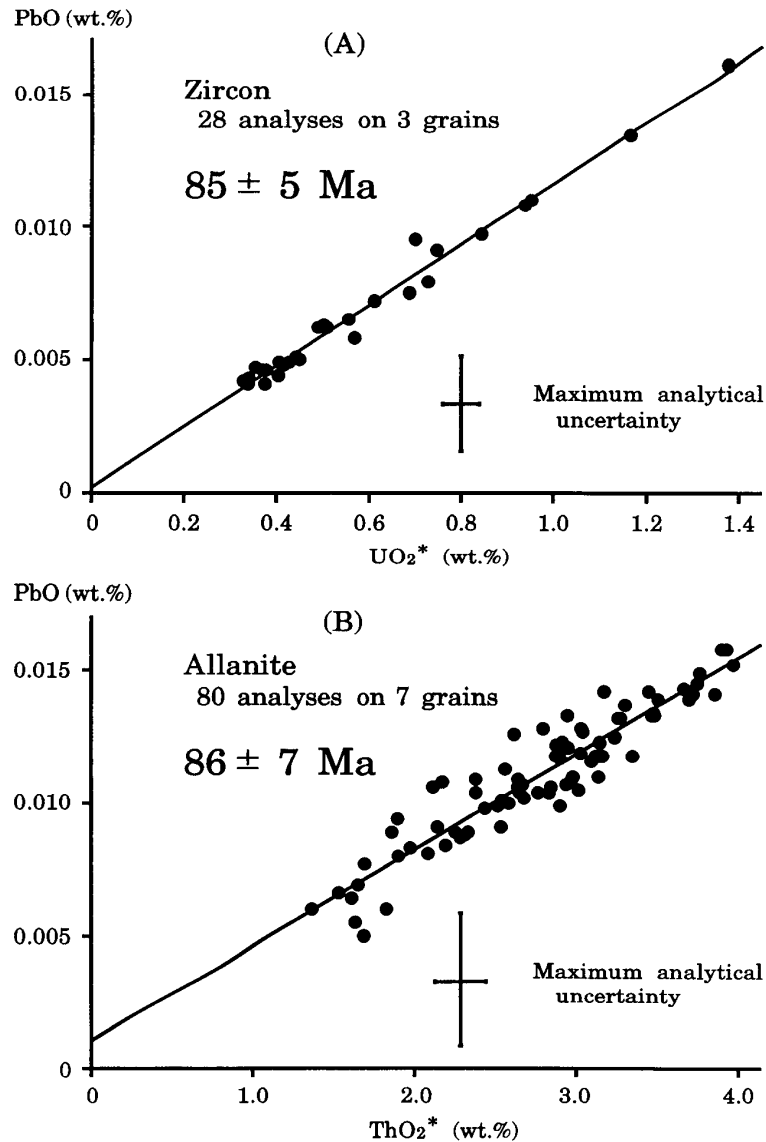 PbO (wt.%)
(A)
Zircon
28 analyses on 3 grains
85 ± 5 Ma
0.015
0.010
0.005
0
Maximum analytical
uncertainty
0 0.2 0.4 0.6 0.8 1.0 1.2 1.4
UO₂* (wt.%)
PbO (wt.%)
(B)
Allanite
80 analyses on 7 grains
86 ± 7 Ma
0.015
0.010
0.005
0
Maximum analytical
uncertainty
0 1.0 2.0 3.0 4.0
ThO₂* (wt.%)